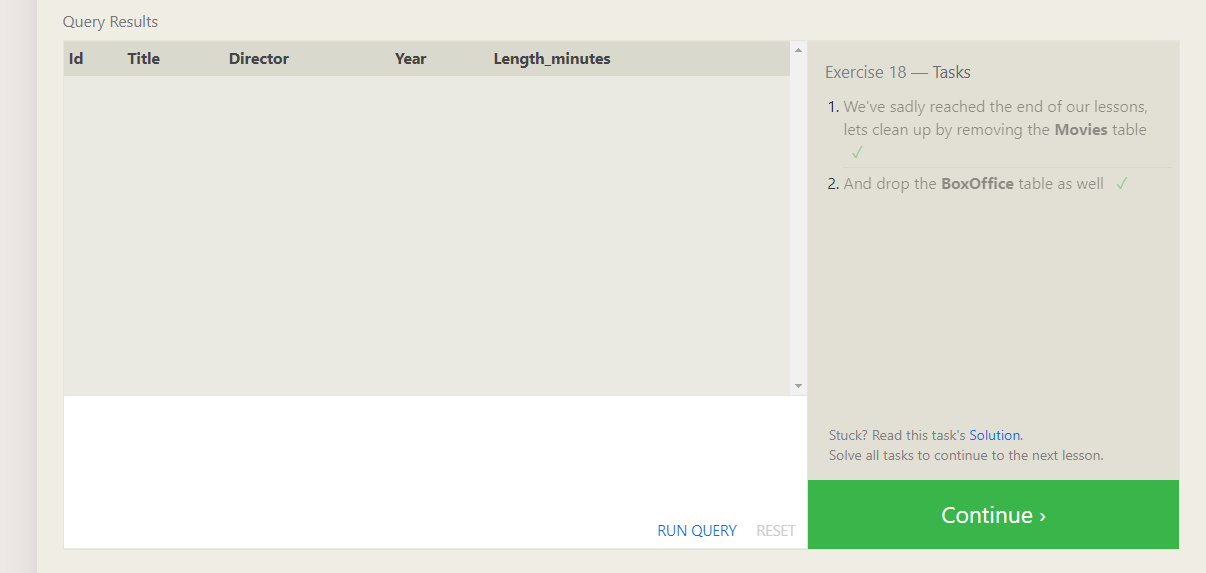 Query Results
Id Title Director Year Length_minutes
RUN QUERY RESET
Exercise 18 — Tasks
1. We've sadly reached the end of our lessons,
lets clean up by removing the Movies table
✓
2. And drop the BoxOffice table as well ✓
Stuck? Read this task's Solution.
Solve all tasks to continue to the next lesson.
Continue ›